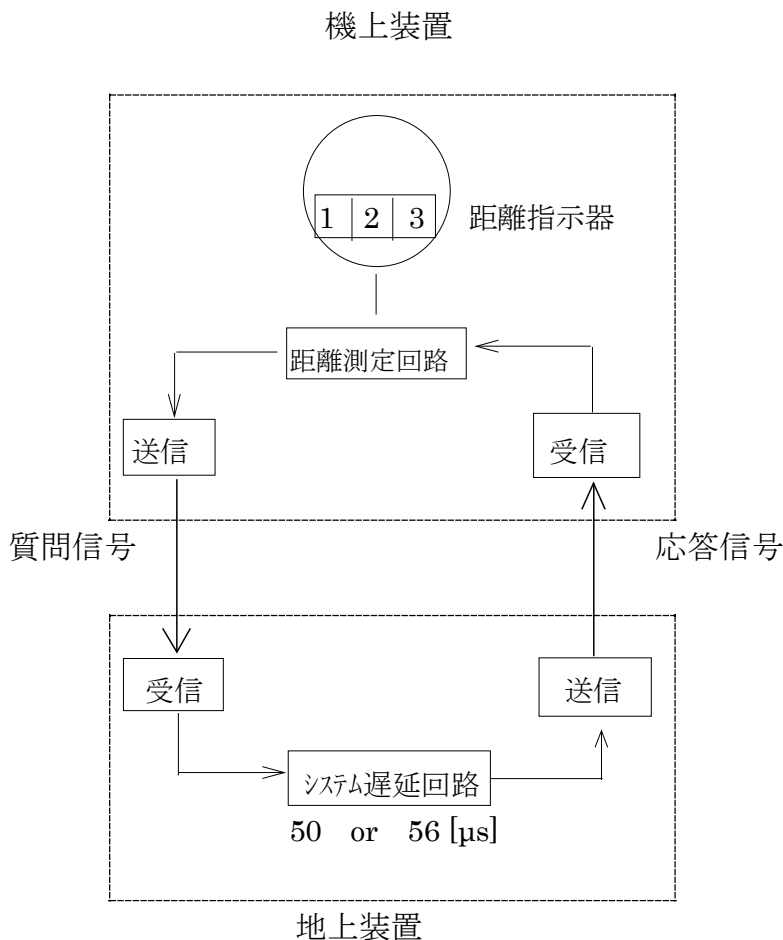 機上装置
1 2 3
距離指示器
距離測定回路
送信
受信
質問信号
応答信号
受信
送信
システム遅延回路
50 or 56 [μs]
地上装置